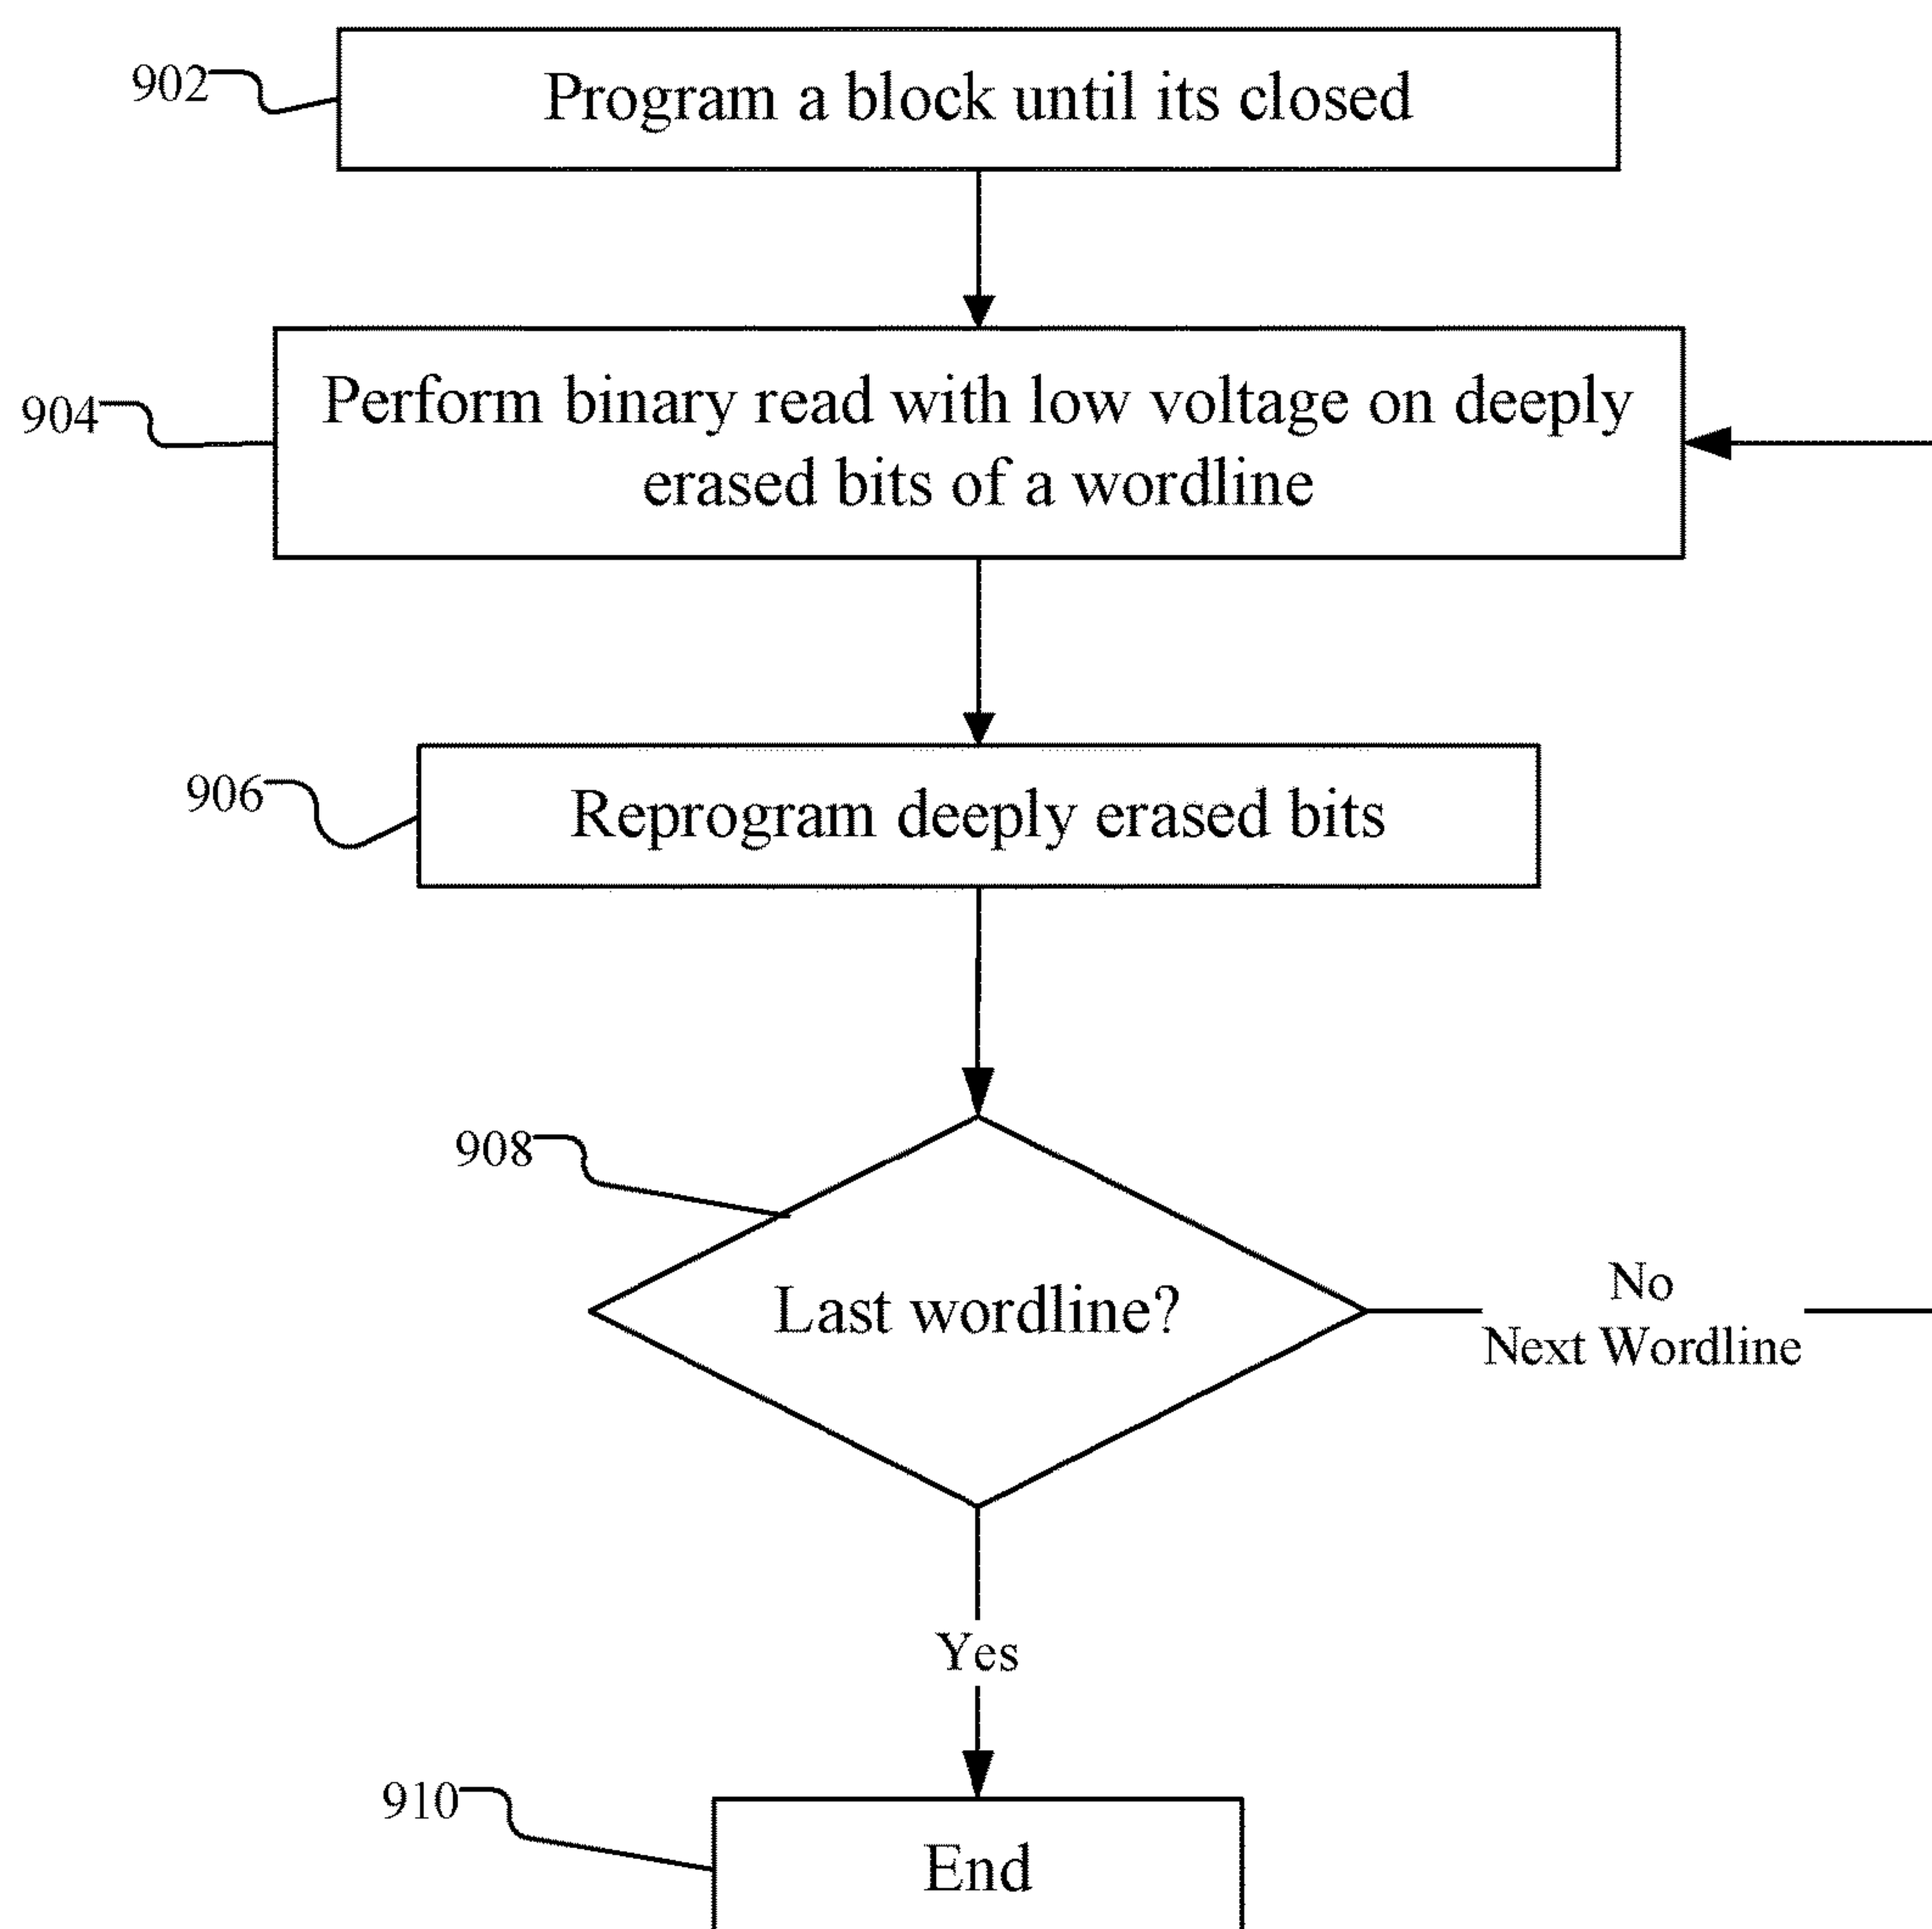 902
Program a block until its closed
904
Perform binary read with low voltage on deeply
erased bits of a wordline
906
Reprogram deeply erased bits
908
Last wordline?
No
Next Wordline
Yes
910
End